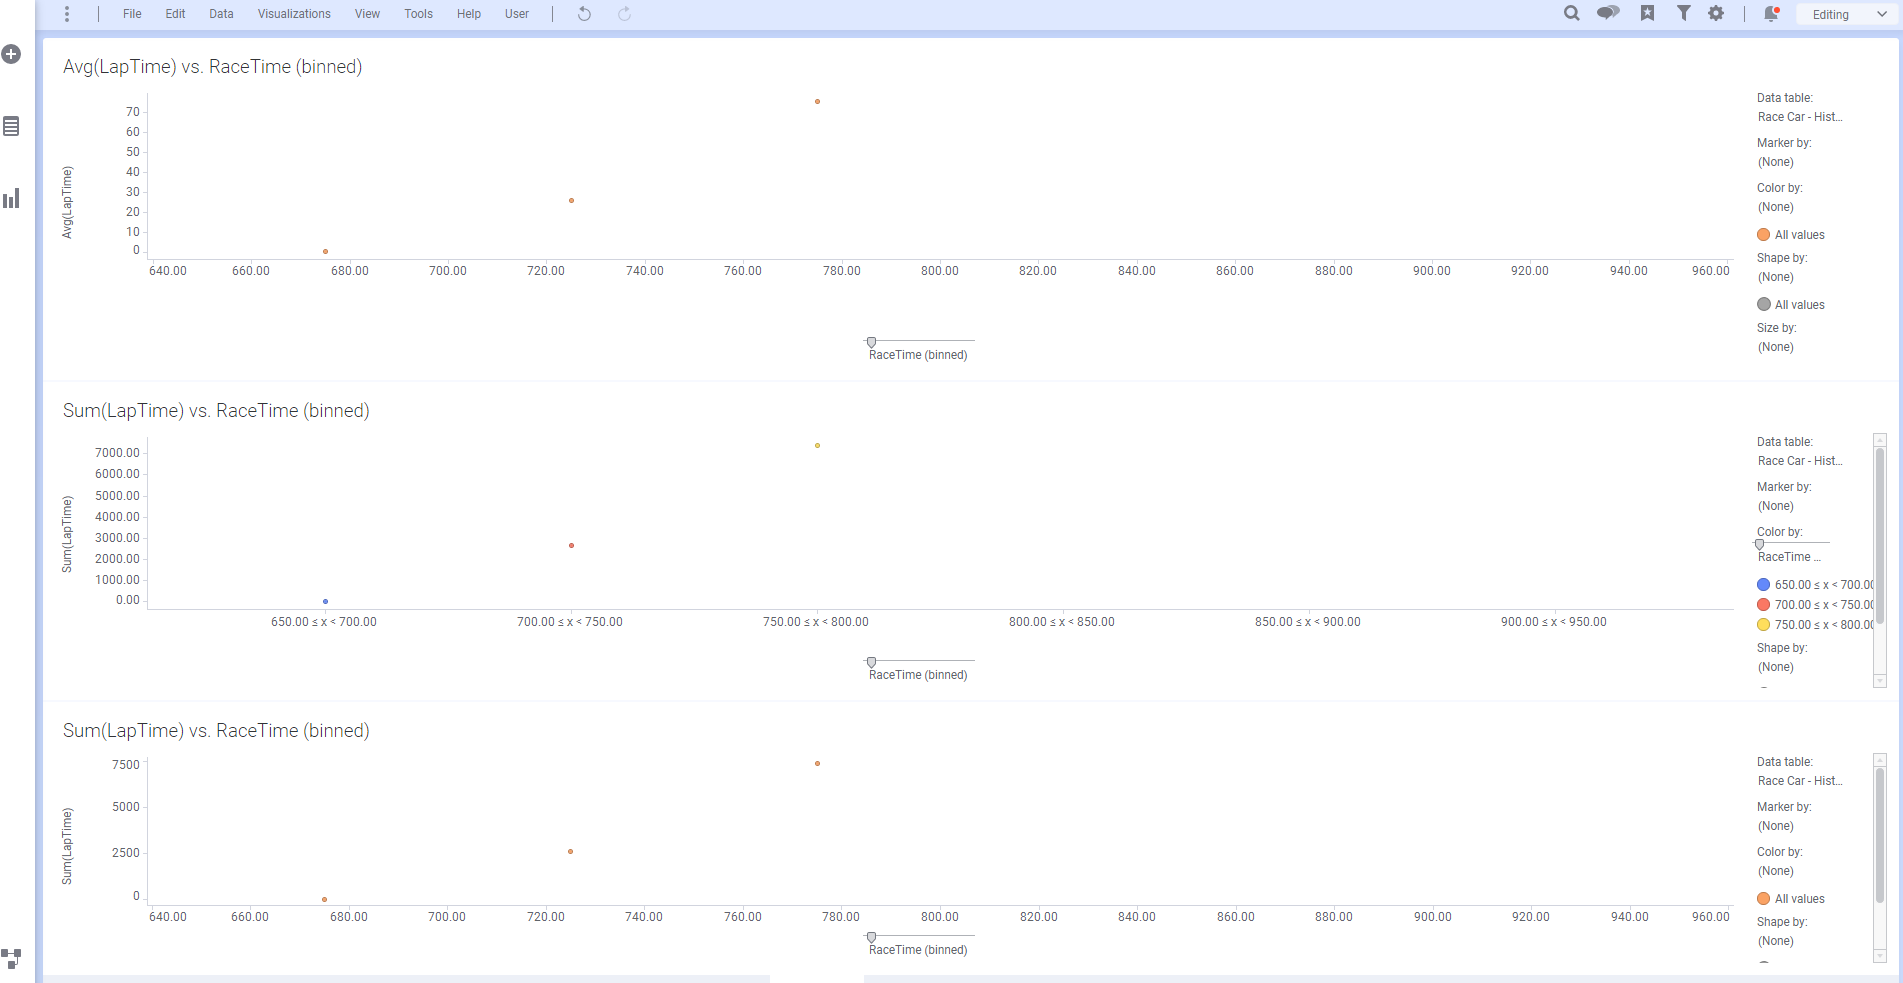 File Edit Data Visualizations View Tools Help User Editing
Avg(LapTime) vs. RaceTime (binned)
Avg(LapTime)
70
60
50
40
30
20
10
0
640.00 660.00 680.00 700.00 720.00 740.00 760.00 780.00 800.00 820.00 840.00 860.00 880.00 900.00 920.00 940.00 960.00
RaceTime (binned)
Data table:
Race Car - Hist...
Marker by:
(None)
Color by:
(None)
All values
Shape by:
(None)
All values
Size by:
(None)
Sum(LapTime) vs. RaceTime (binned)
Sum(LapTime)
7000.00
6000.00
5000.00
4000.00
3000.00
2000.00
1000.00
0.00
650.00 ≤ x < 700.00 700.00 ≤ x < 750.00 750.00 ≤ x < 800.00 800.00 ≤ x < 850.00 850.00 ≤ x < 900.00 900.00 ≤ x < 950.00
RaceTime (binned)
Data table:
Race Car - Hist...
Marker by:
(None)
Color by:
RaceTime ...
650.00 ≤ x < 700.00
700.00 ≤ x < 750.00
750.00 ≤ x < 800.00
Shape by:
(None)
Sum(LapTime) vs. RaceTime (binned)
Sum(LapTime)
7500
5000
2500
0
640.00 660.00 680.00 700.00 720.00 740.00 760.00 780.00 800.00 820.00 840.00 860.00 880.00 900.00 920.00 940.00 960.00
RaceTime (binned)
Data table:
Race Car - Hist...
Marker by:
(None)
Color by:
(None)
All values
Shape by:
(None)